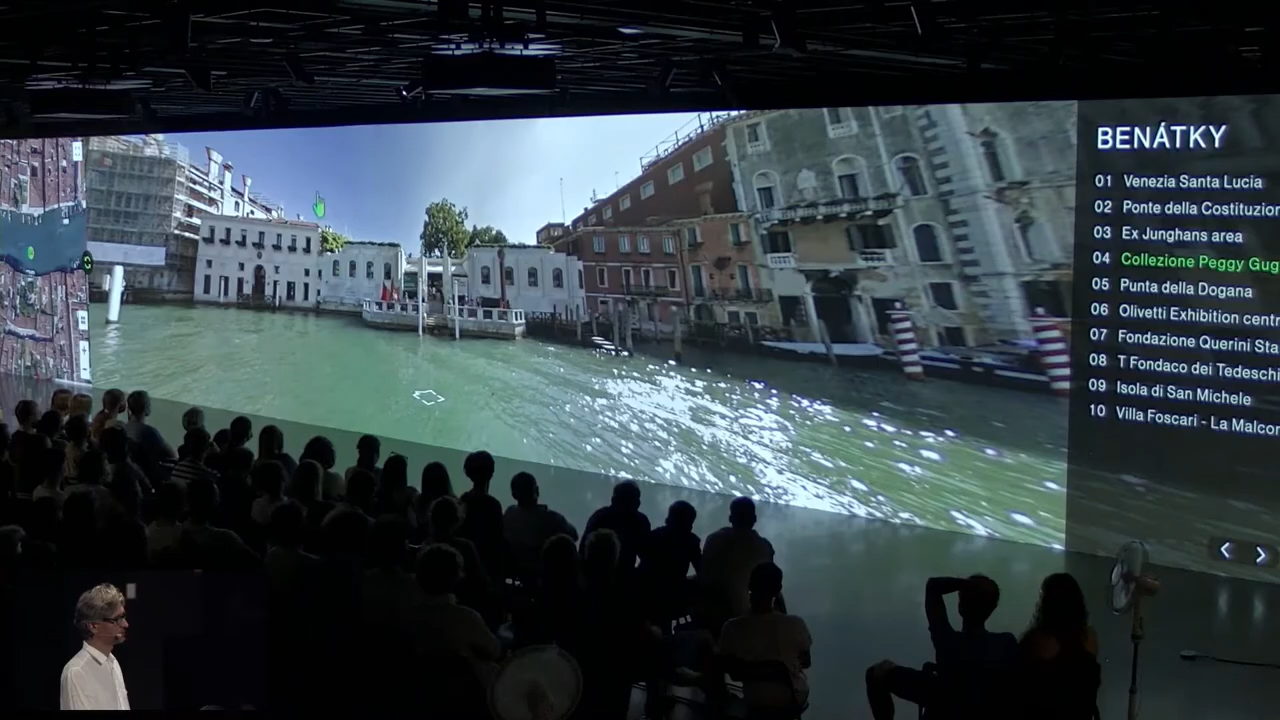 BENÁTKY
01 Venezia Santa Lucia
02 Ponte della Costituzion
03 Ex Junghans area
04 Collezione Peggy Gug
05 Punta della Dogana
06 Olivetti Exhibition centr
07 Fondazione Querini Sta
08 T Fondaco dei Tedeschi
09 Isola di San Michele
10 Villa Foscari - La Malcon